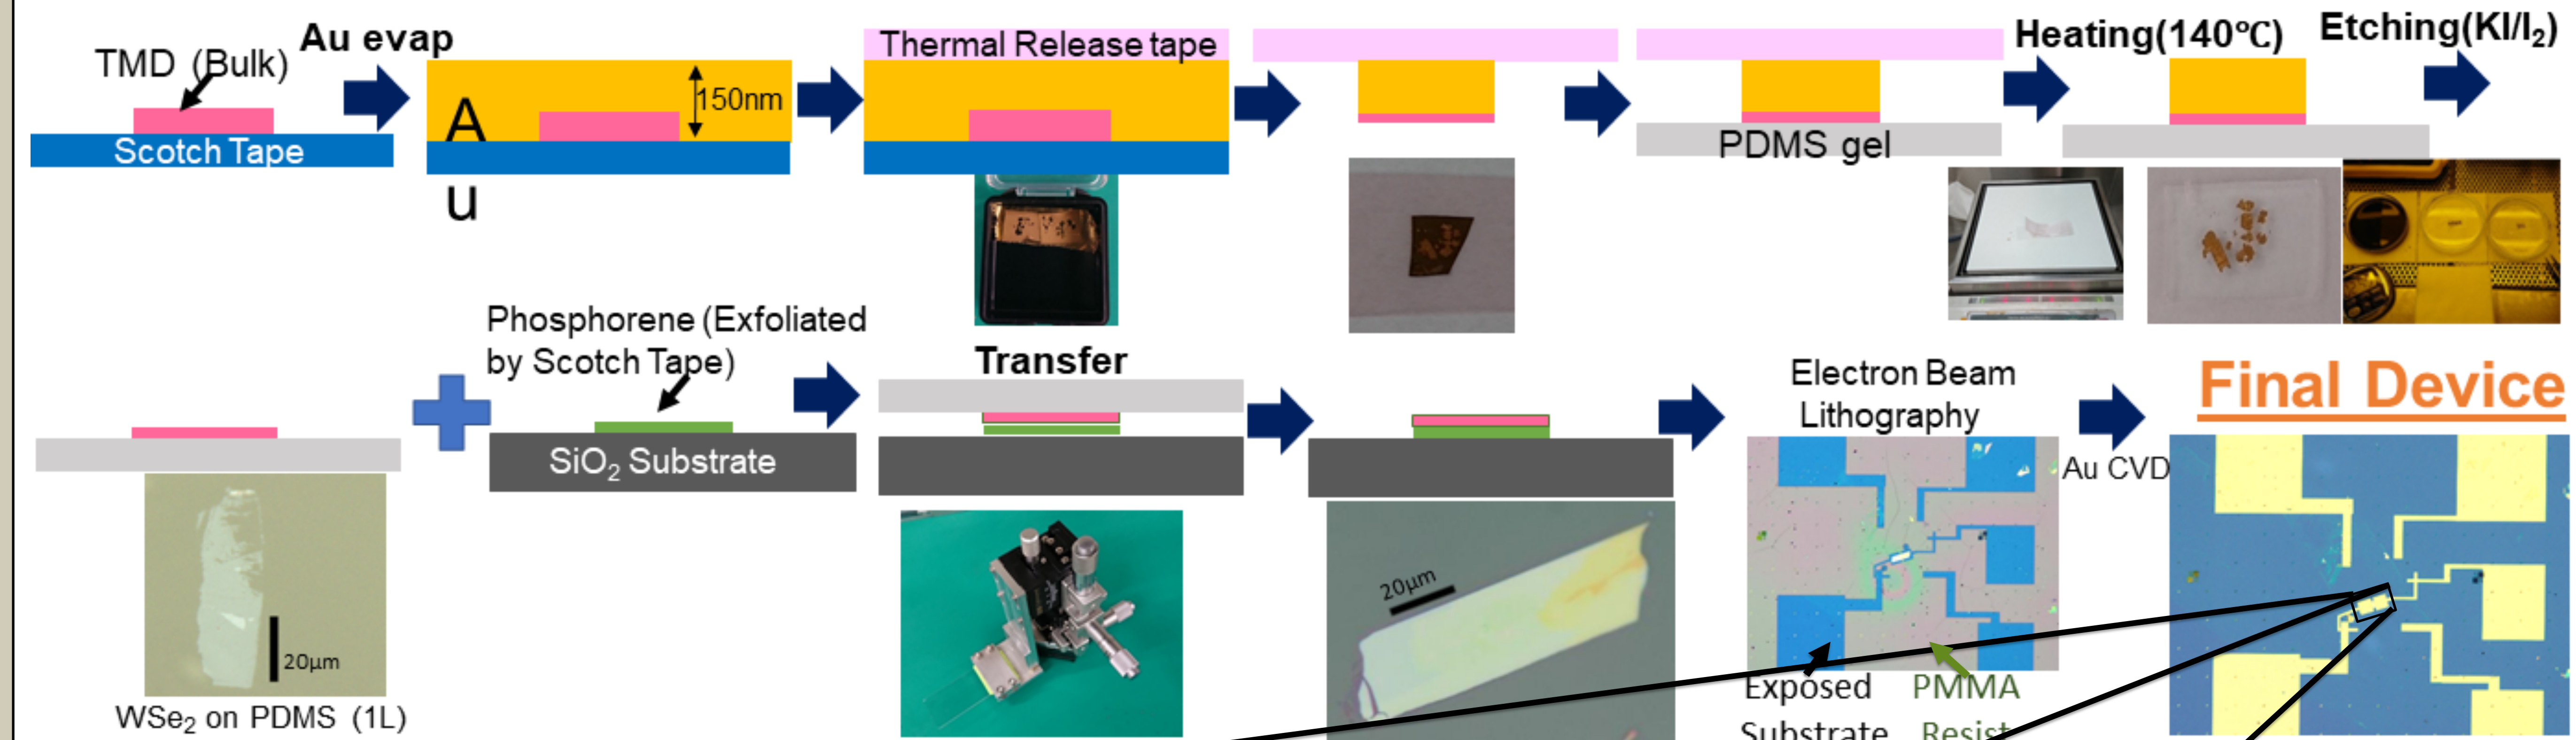 TMD (Bulk)
Au evap
Scotch Tape
A
u
150nm
Thermal Release tape
PDMS gel
Heating(140℃)
Etching(KI/I₂)
WSe₂ on PDMS (1L)
20μm
Phosphorene (Exfoliated
by Scotch Tape)
SiO₂ Substrate
Transfer
20μm
Electron Beam
Lithography
Exposed
Substrate
PMMA
Resist
Au CVD
Final Device